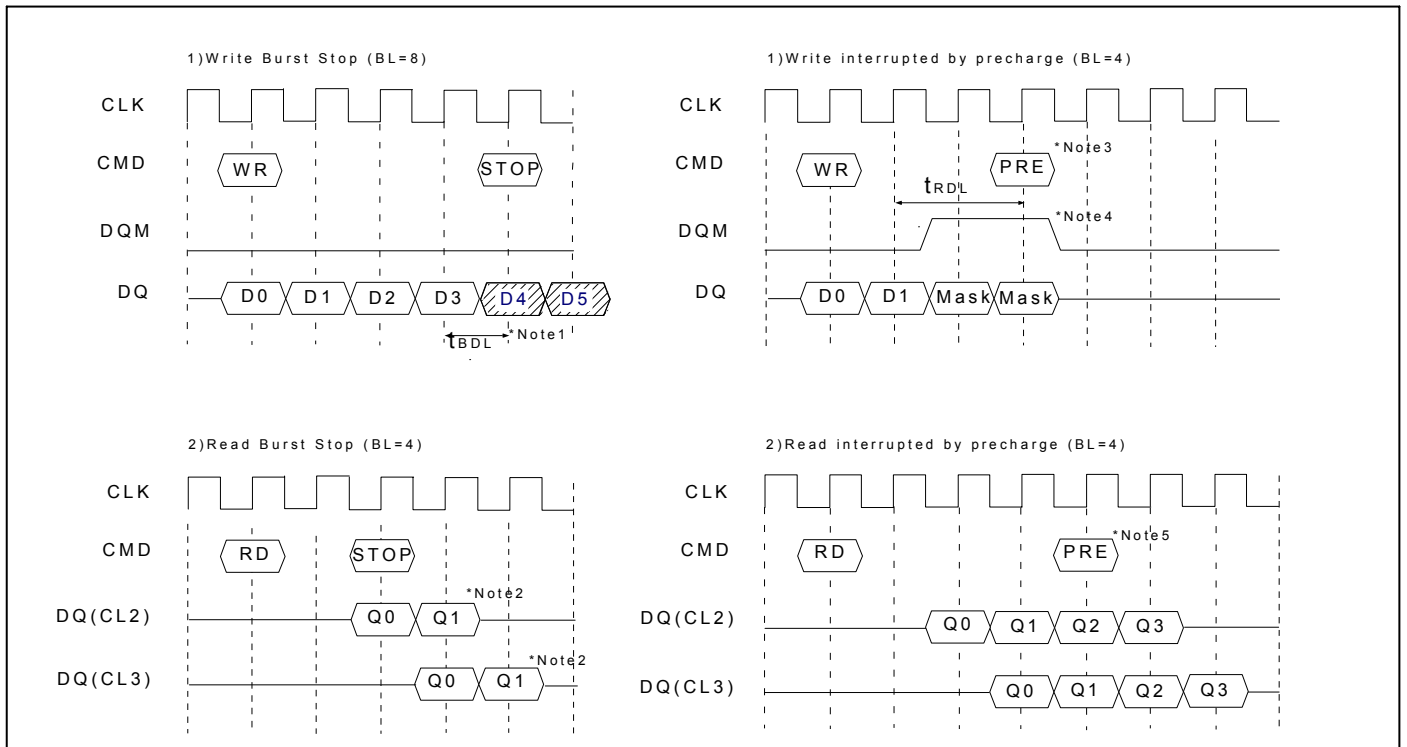 1)Write Burst Stop (BL=8)
CLK
CMD WR STOP
DQM
DQ D0 D1 D2 D3 D4 D5
tBDL *Note1
1)Write interrupted by precharge (BL=4)
CLK
CMD WR PRE *Note3
tRDL
DQM *Note4
DQ D0 D1 Mask Mask
2)Read Burst Stop (BL=4)
CLK
CMD RD STOP
DQ(CL2) Q0 Q1 *Note2
DQ(CL3) Q0 Q1 *Note2
2)Read interrupted by precharge (BL=4)
CLK
CMD RD PRE *Note5
DQ(CL2) Q0 Q1 Q2 Q3
DQ(CL3) Q0 Q1 Q2 Q3